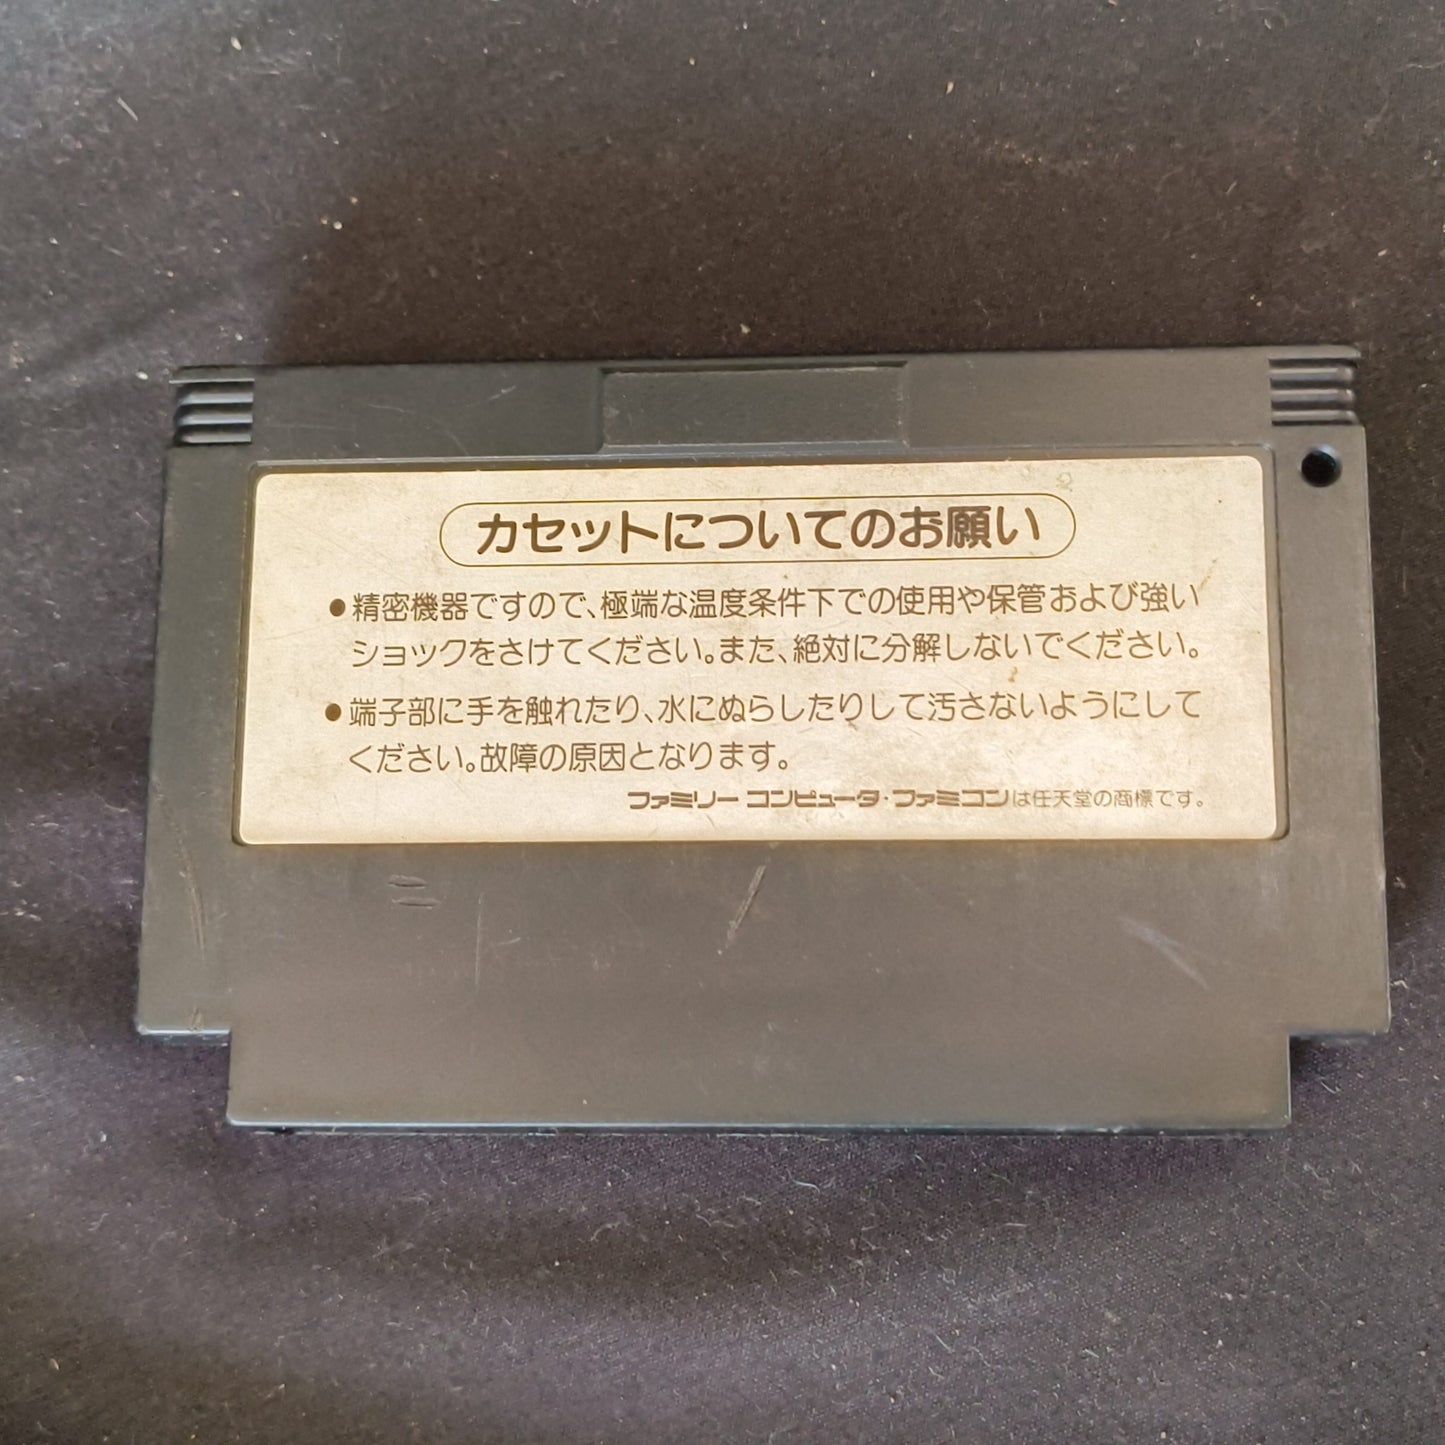 カセットについてのお願い
●精密機器ですので、極端な温度条件下での使用や保管および強い
ショックをさけてください。また、絶対に分解しないでください。
●端子部に手を触れたり、水にぬらしたりして汚さないようにして
ください。故障の原因となります。
ファミリーコンピュータ・ファミコンは任天堂の商標です。